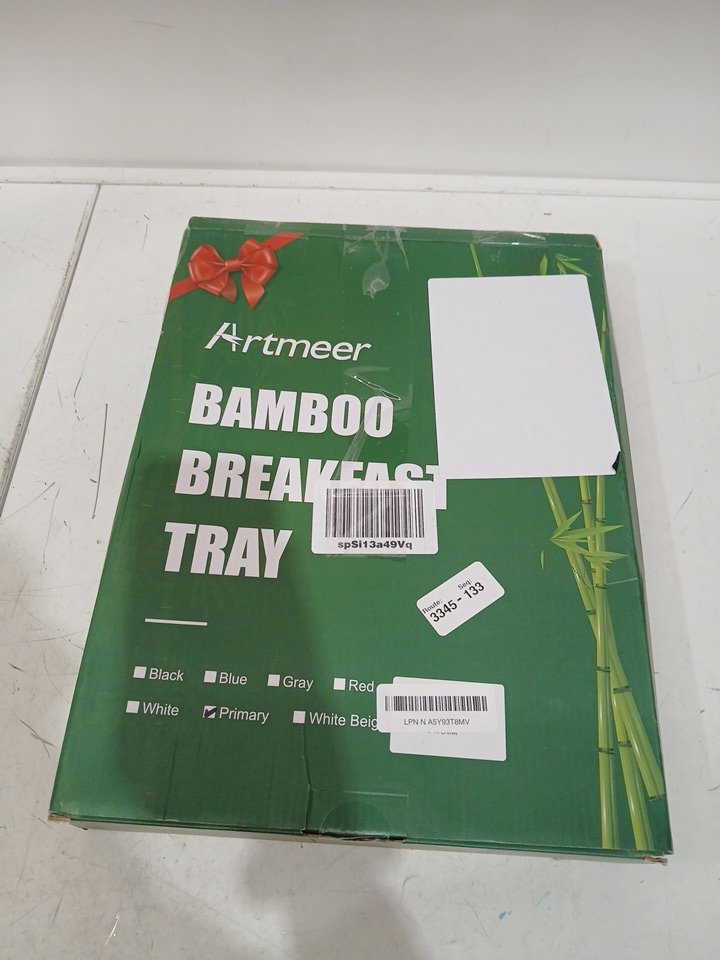 Artmeer
BAMBOO
BREAKFAST
TRAY
spSi13a49Vq
Route: Seq:
3345 - 133
Black Blue Gray Red
White Primary White Beig
LPN N A5Y93T8MV